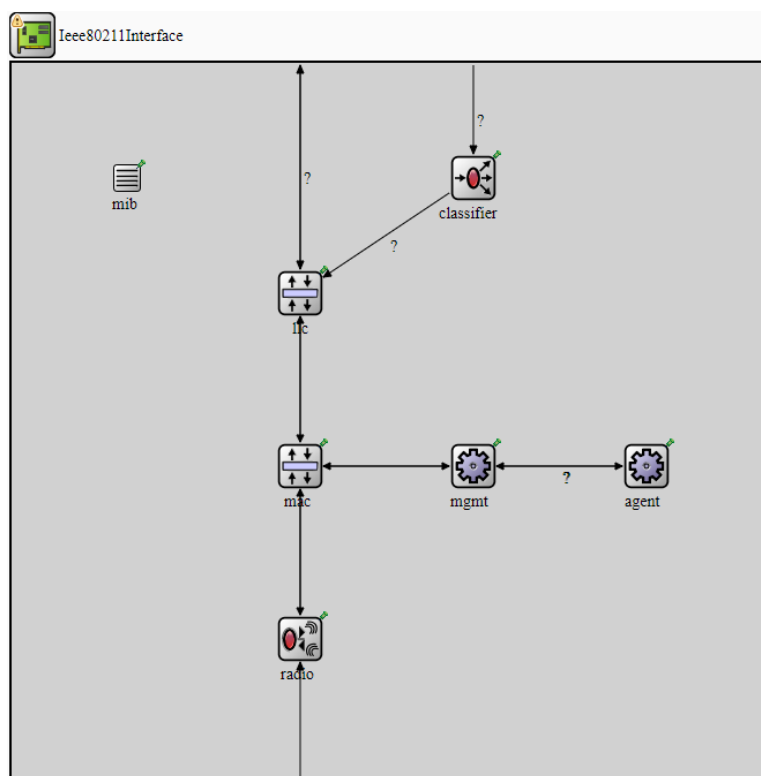 Ieee80211Interface
?
?
mib
classifier
?
llc
mac
mgmt
?
agent
radio